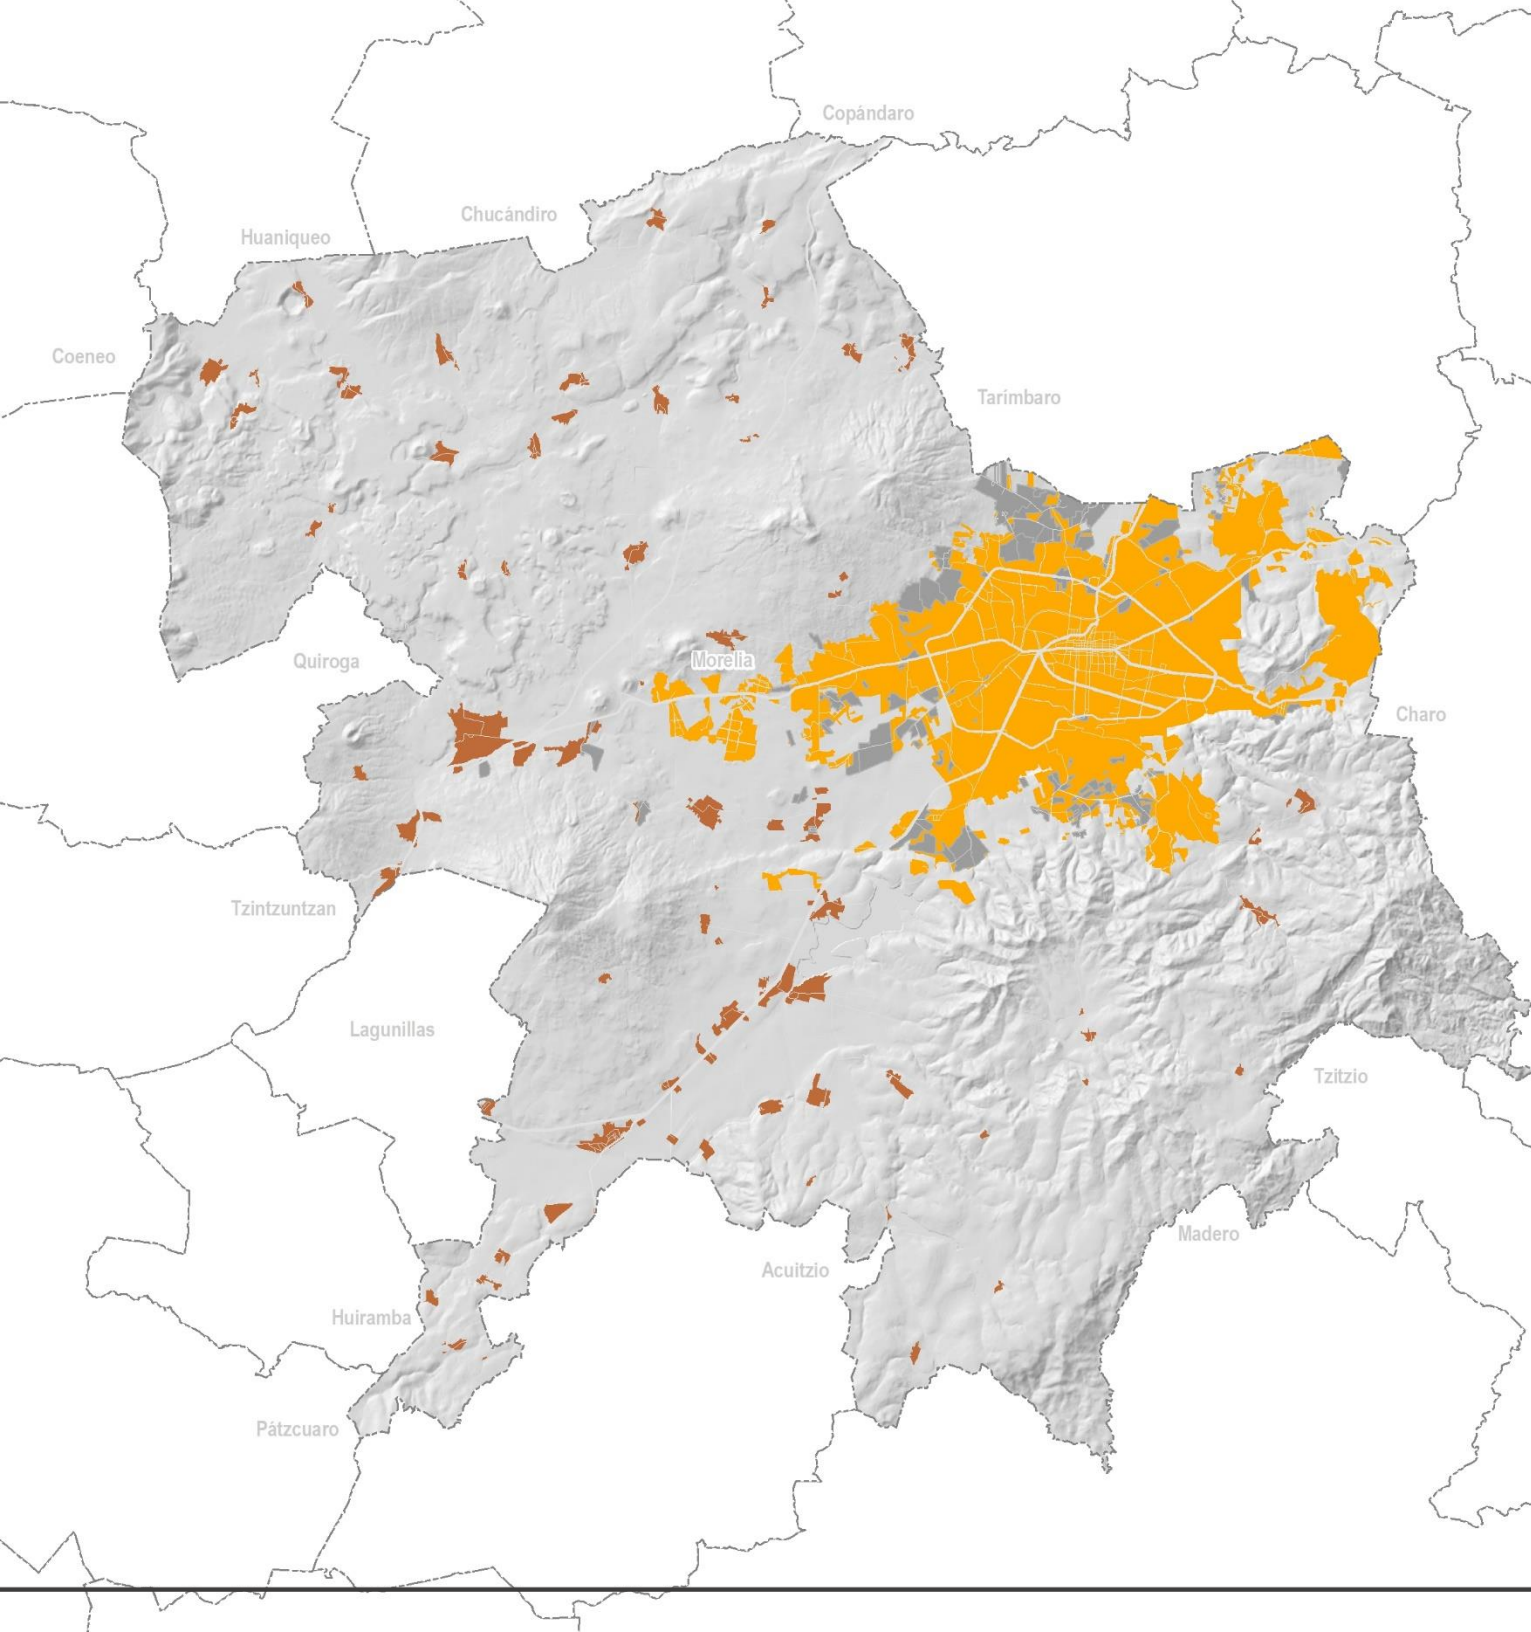 Copándaro
Chucándiro
Huaniqueo
Coeneo
Tarímbaro
Quiroga
Morelia
Charo
Tzintzuntzan
Lagunillas
Tzitzio
Madero
Acuitzio
Huiramba
Pátzcuaro